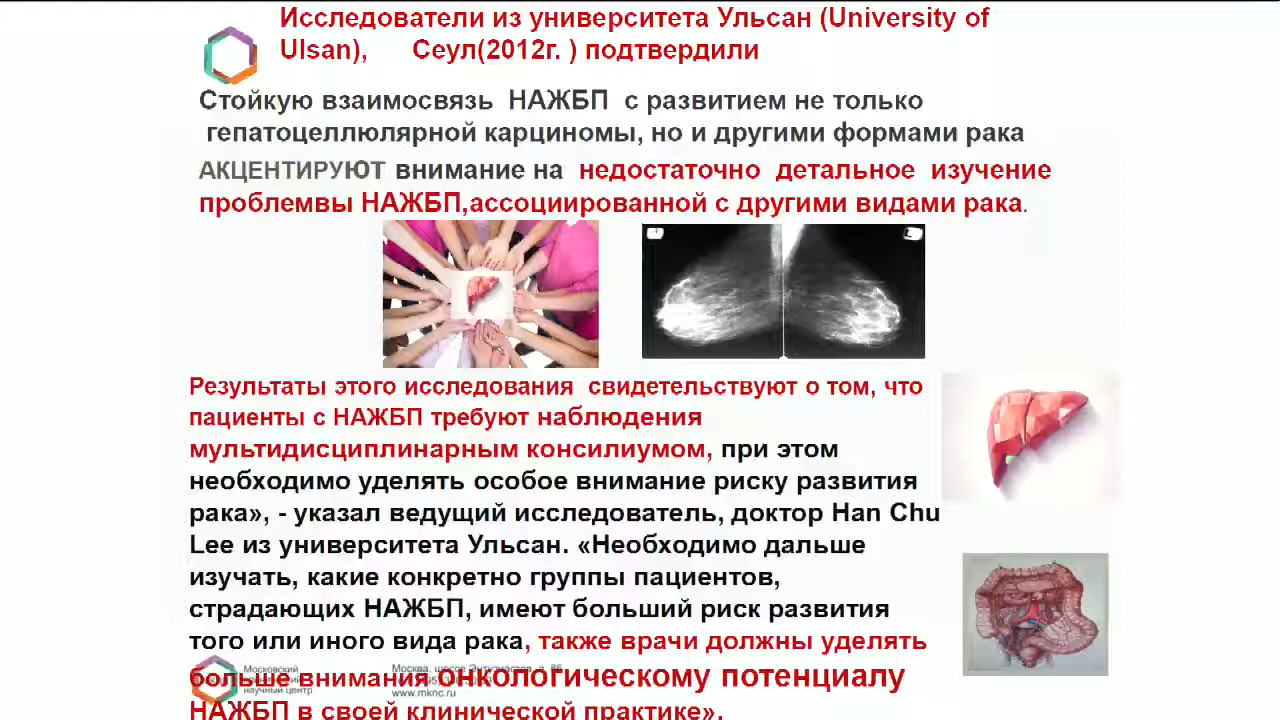 Исследователи из университета Ульсан (University of
Ulsan), Сеул(2012г. ) подтвердили
Стойкую взаимосвязь НАЖБП с развитием не только
гепатоцеллюлярной карциномы, но и другими формами рака
АКЦЕНТИРУЮТ внимание на недостаточно детальное изучение
проблемвы НАЖБП,ассоциированной с другими видами рака.
Результаты этого исследования свидетельствуют о том, что
пациенты с НАЖБП требуют наблюдения
мультидисциплинарным консилиумом, при этом
необходимо уделять особое внимание риску развития
рака», - указал ведущий исследователь, доктор Han Chu
Lee из университета Ульсан. «Необходимо дальше
изучать, какие конкретно группы пациентов,
страдающих НАЖБП, имеют больший риск развития
того или иного вида рака, также врачи должны уделять
Московский
Москва, шоссе Энтузиастов, д. 86
больше внимания онкологическому потенциалу
научный центр
www.mknc.ru
НАЖБП в своей клинической практике».